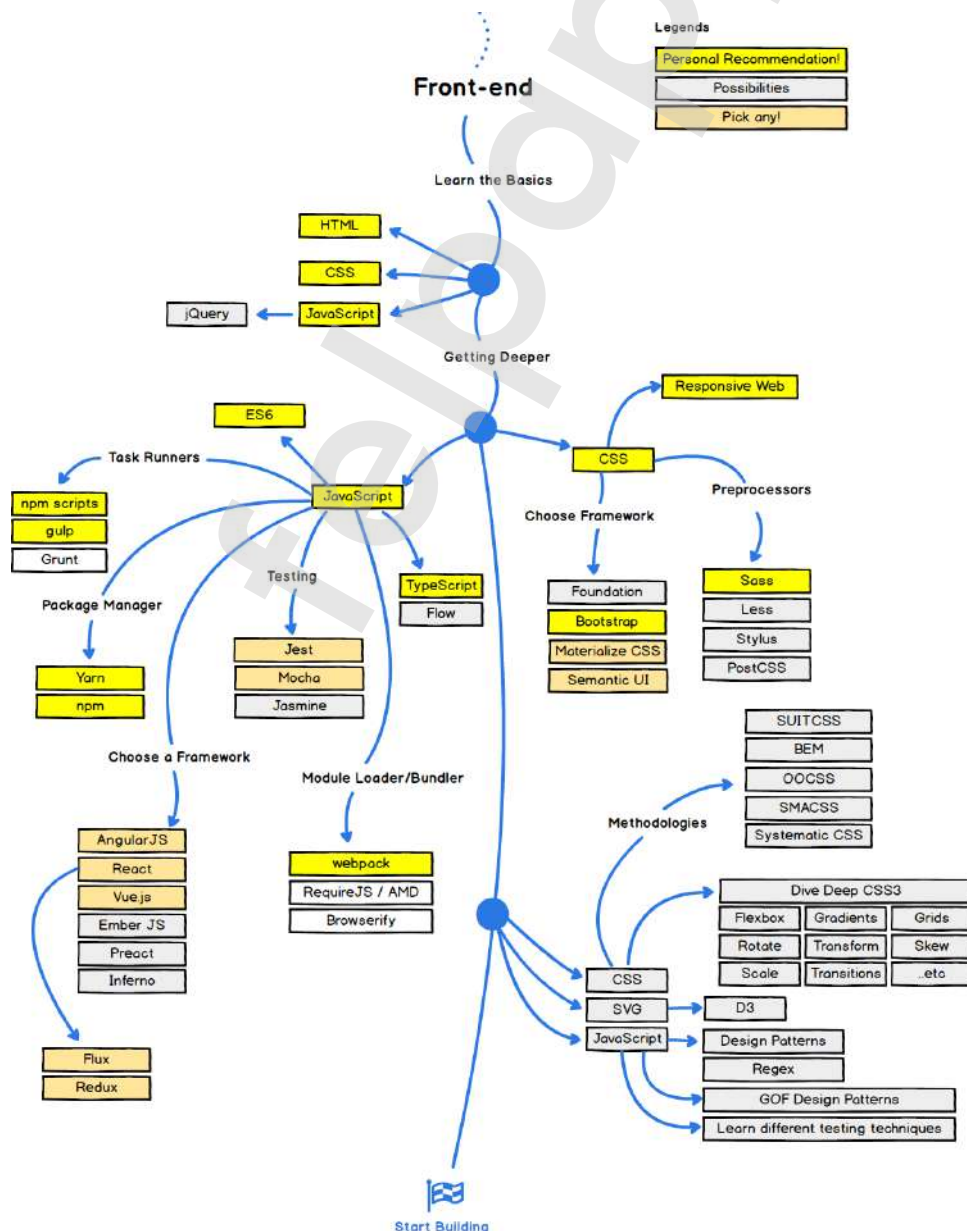 Legends
Personal Recommendation!
Possibilities
Pick any!
Front-end
Learn the Basics
HTML
CSS
jQuery
JavaScript
Getting Deeper
Responsive Web
ES6
CSS
Task Runners
JavaScript
Preprocessors
npm scripts
gulp
Grunt
Choose Framework
Testing
TypeScript
Flow
Package Manager
Foundation
Bootstrap
Materialize CSS
Semantic UI
Sass
Less
Stylus
PostCSS
Yarn
npm
Jest
Mocha
Jasmine
Choose a Framework
Module Loader/Bundler
SUITCSS
BEM
OOCSS
SMACSS
Systematic CSS
Methodologies
AngularJS
React
Vue.js
Ember JS
Preact
Inferno
webpack
RequireJS / AMD
Browserify
Dive Deep CSS3
Flexbox Gradients Grids
Rotate Transform Skew
Scale Transitions ..etc
CSS
SVG
D3
JavaScript
Design Patterns
Regex
GOF Design Patterns
Learn different testing techniques
Flux
Redux
Start Building